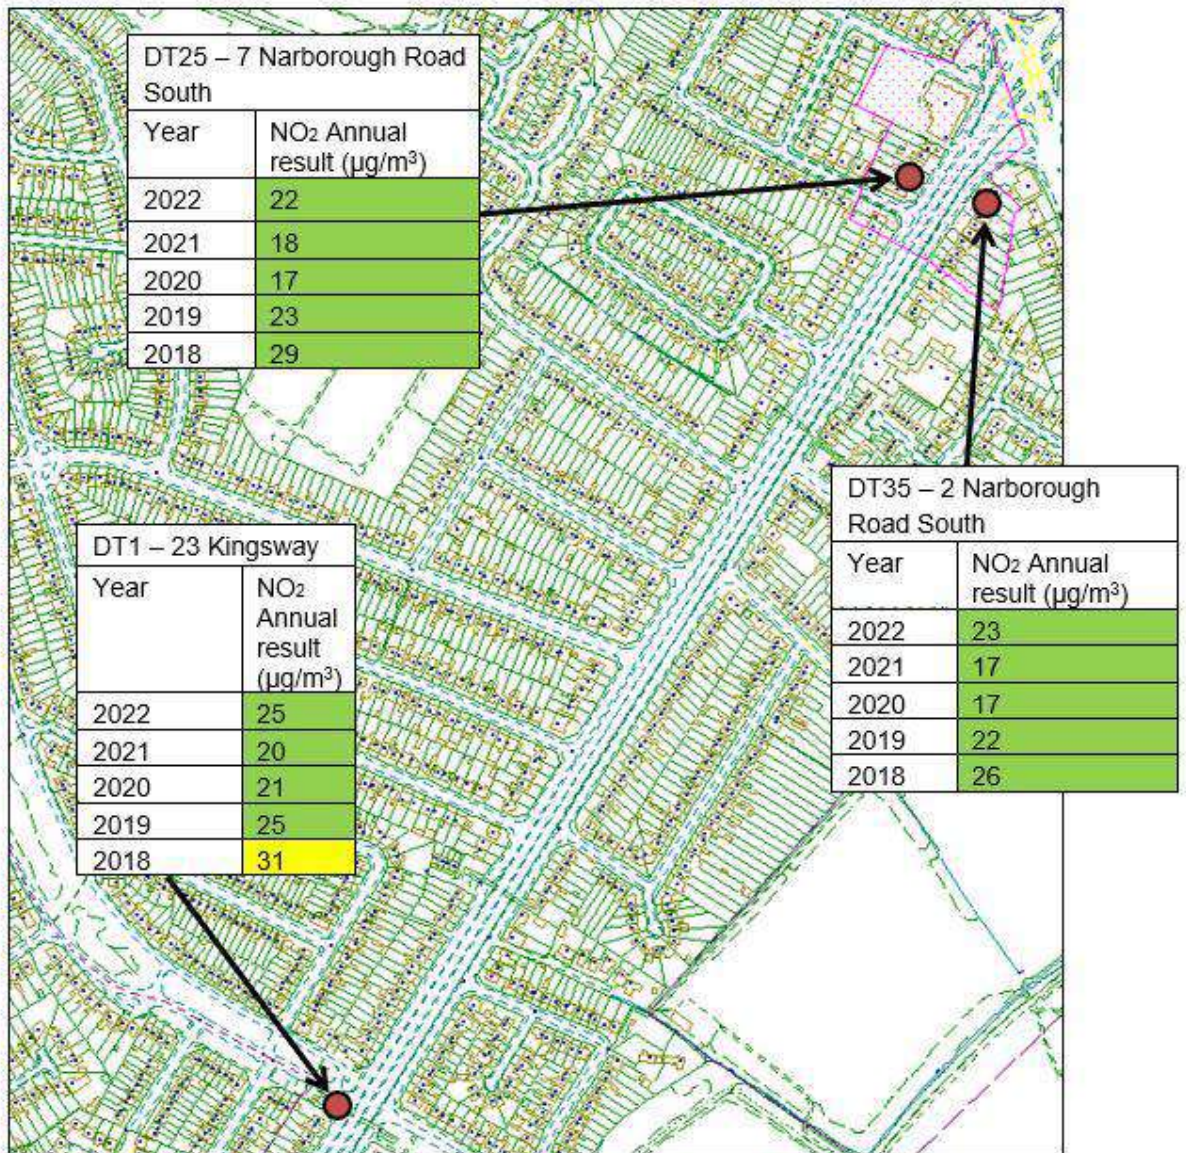 DT25 – 7 Narborough Road
South
Year NO₂ Annual
result (µg/m³)
2022 22
2021 18
2020 17
2019 23
2018 29
DT1 – 23 Kingsway
Year NO₂
Annual
result
(µg/m³)
2022 25
2021 20
2020 21
2019 25
2018 31
DT35 – 2 Narborough
Road South
Year NO₂ Annual
result (µg/m³)
2022 23
2021 17
2020 17
2019 22
2018 26